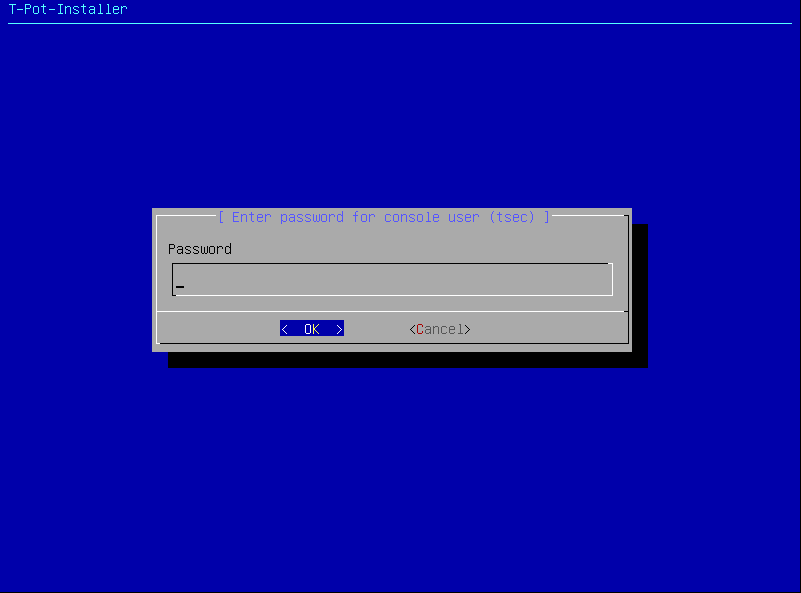 T-Pot-Installer
[ Enter password for console user (tsec) ]
Password
< OK > <Cancel>